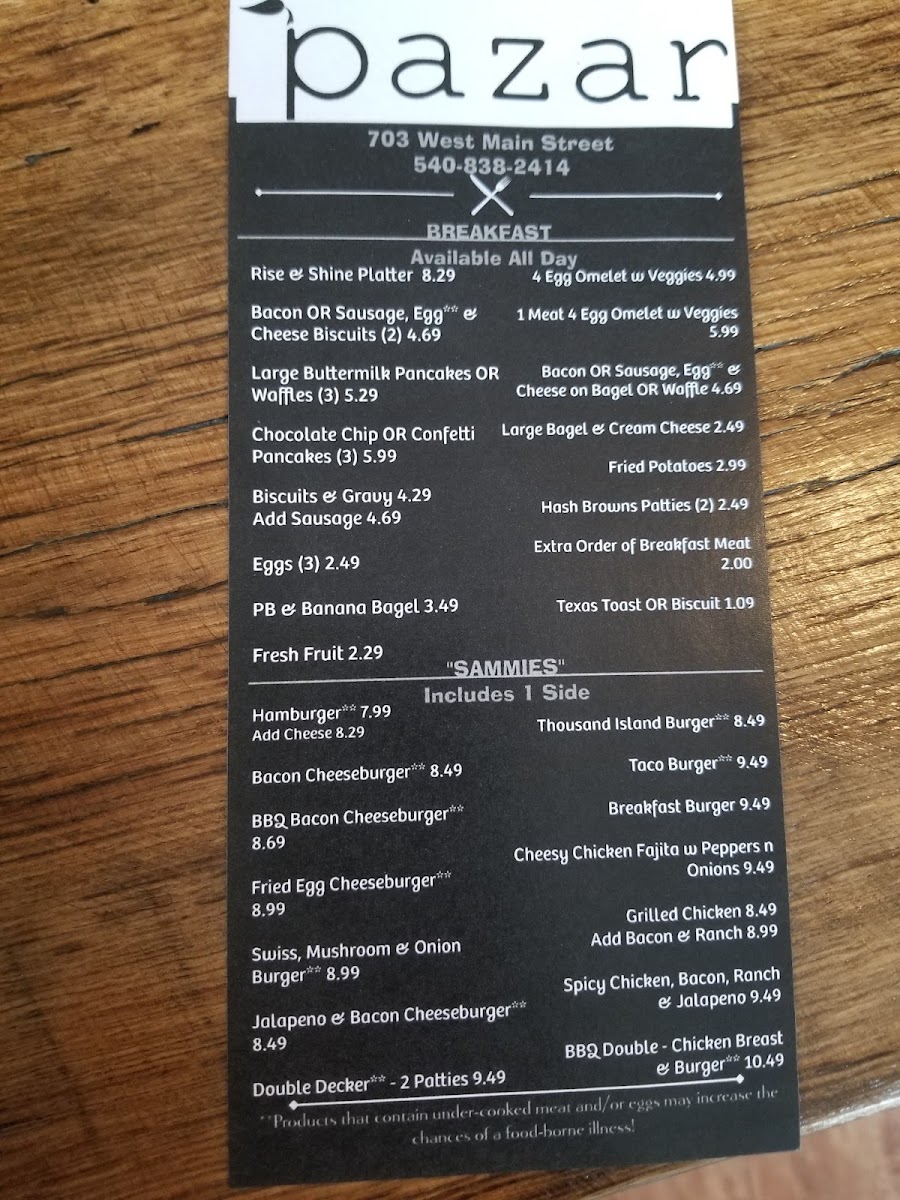 pazar
703 West Main Street
540-838-2414
BREAKFAST
Available All Day
Rise & Shine Platter 8.29
Bacon OR Sausage, Egg** &
Cheese Biscuits (2) 4.69
Large Buttermilk Pancakes OR
Waffles (3) 5.29
Chocolate Chip OR Confetti
Pancakes (3) 5.99
Biscuits & Gravy 4.29
Add Sausage 4.69
Eggs (3) 2.49
PB & Banana Bagel 3.49
Fresh Fruit 2.29
4 Egg Omelet w Veggies 4.99
1 Meat 4 Egg Omelet w Veggies
5.99
Bacon OR Sausage, Egg** &
Cheese on Bagel OR Waffle 4.69
Large Bagel & Cream Cheese 2.49
Fried Potatoes 2.99
Hash Browns Patties (2) 2.49
Extra Order of Breakfast Meat
2.00
Texas Toast OR Biscuit 1.09
"SAMMIES"
Includes 1 Side
Hamburger** 7.99
Add Cheese 8.29
Bacon Cheeseburger** 8.49
BBQ Bacon Cheeseburger**
8.69
Fried Egg Cheeseburger**
8.99
Swiss, Mushroom & Onion
Burger** 8.99
Jalapeno & Bacon Cheeseburger**
8.49
Double Decker** - 2 Patties 9.49
Thousand Island Burger** 8.49
Taco Burger** 9.49
Breakfast Burger 9.49
Cheesy Chicken Fajita w Peppers n
Onions 9.49
Grilled Chicken 8.49
Add Bacon & Ranch 8.99
Spicy Chicken, Bacon, Ranch
& Jalapeno 9.49
BBQ Double - Chicken Breast
& Burger** 10.49
**Products that contain under-cooked meat and/or eggs may increase the
chances of a food-borne illness!